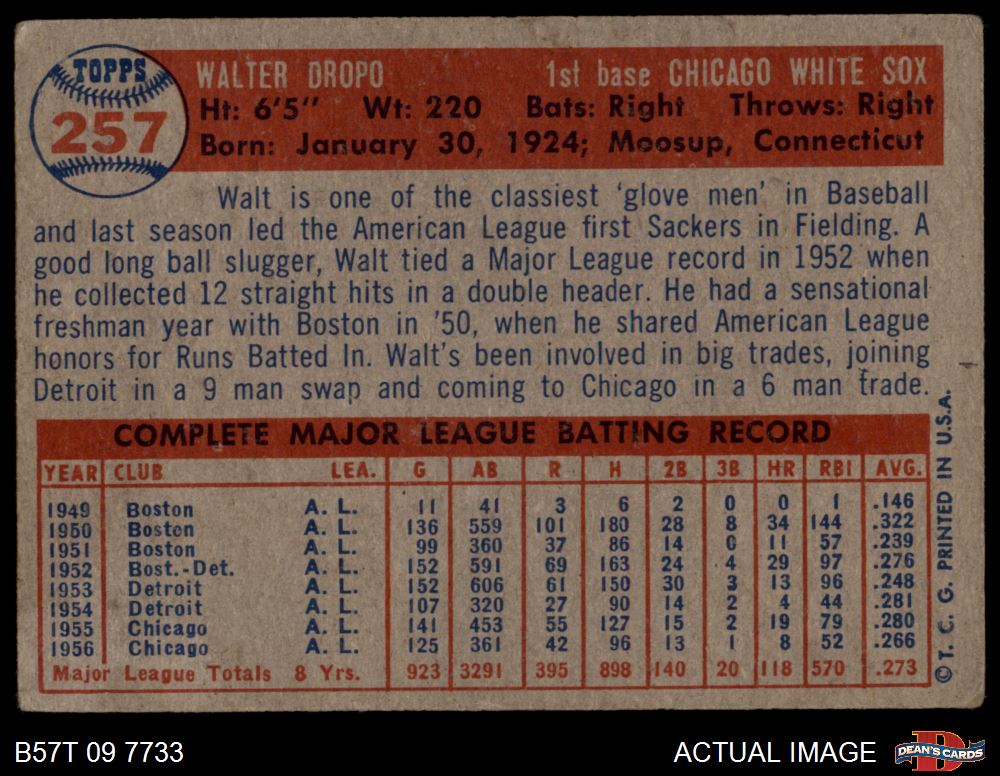 TOPPS
257
WALTER DROPO 1st base CHICAGO WHITE SOX
Ht: 6'5" Wt: 220 Bats: Right Throws: Right
Born: January 30, 1924; Moosup, Connecticut
Walt is one of the classiest 'glove men' in Baseball
and last season led the American League first Sackers in Fielding. A
good long ball slugger, Walt tied a Major League record in 1952 when
he collected 12 straight hits in a double header. He had a sensational
freshman year with Boston in '50, when he shared American League
honors for Runs Batted In. Walt's been involved in big trades, joining
Detroit in a 9 man swap and coming to Chicago in a 6 man trade.
COMPLETE MAJOR LEAGUE BATTING RECORD
YEAR CLUB LEA. G AB R H 2B 3B HR RBI AVG.
1949 Boston A. L. 11 41 3 6 2 0 0 1 .146
1950 Boston A. L. 136 559 101 180 28 8 34 144 .322
1951 Boston A. L. 99 360 37 86 14 0 11 57 .239
1952 Bost.-Det. A. L. 152 591 69 163 24 4 29 97 .276
1953 Detroit A. L. 152 606 61 150 30 3 13 96 .248
1954 Detroit A. L. 107 320 27 90 14 2 4 44 .281
1955 Chicago A. L. 141 453 55 127 15 2 19 79 .280
1956 Chicago A. L. 125 361 42 96 13 1 8 52 .266
Major League Totals 8 Yrs. 923 3291 395 898 140 20 118 570 .273
© T. C. G. PRINTED IN U.S.A.
B57T 09 7733
ACTUAL IMAGE
DEAN'S CARDS